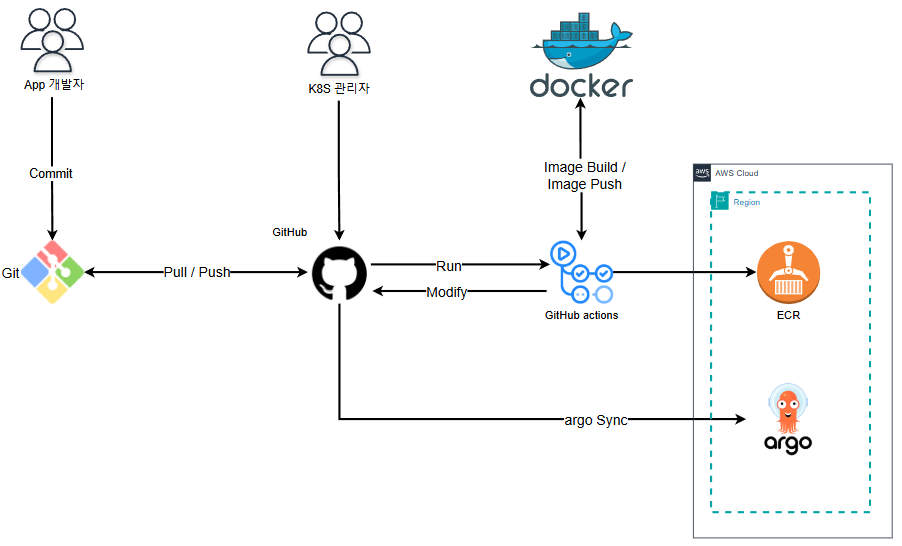 App 개발자
K8S 관리자
docker
Commit
Image Build /
Image Push
aws
AWS Cloud
Region
GitHub
Git
Pull / Push
Run
Modify
GitHub actions
ECR
argo Sync
argo